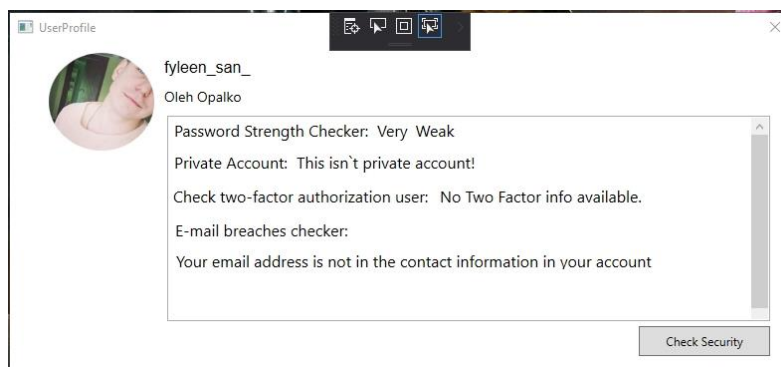 UserProfile
fyleen_san_
Oleh Opalko
Password Strength Checker: Very Weak
Private Account: This isn`t private account!
Check two-factor authorization user: No Two Factor info available.
E-mail breaches checker:
Your email address is not in the contact information in your account
Check Security